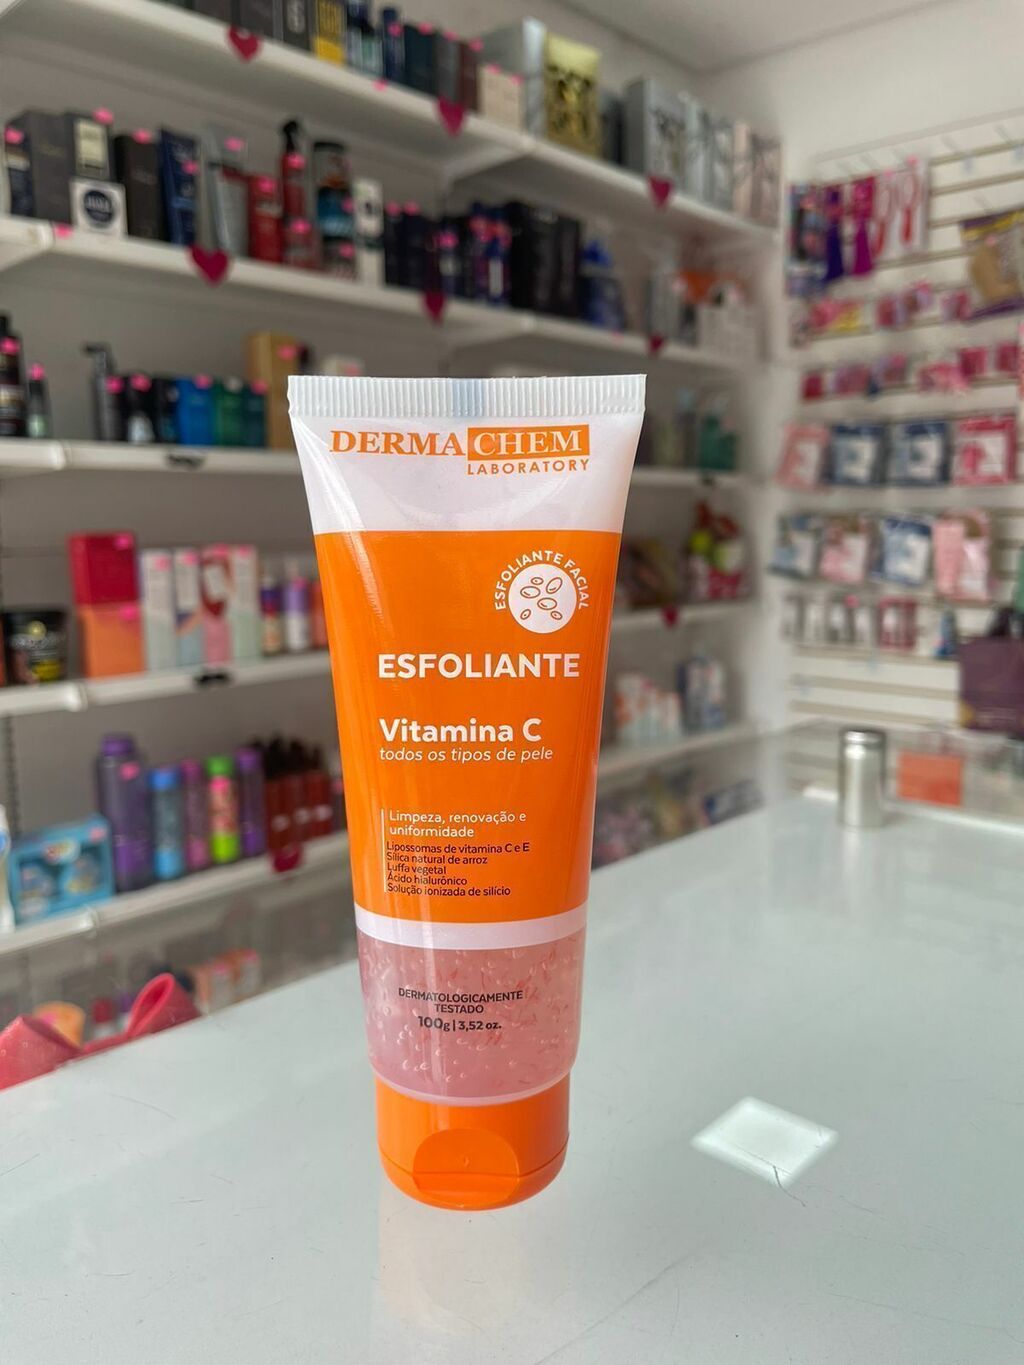 DERMA CHEM
LABORATORY
ESFOLIANTE FACIAL
ESFOLIANTE
Vitamina C
todos os tipos de pele
Limpeza, renovação e
uniformidade
Lipossomas de vitamina C e E
Sílica natural de arroz
Luffa vegetal
Ácido hialurônico
Solução ionizada de silício
DERMATOLOGICAMENTE
TESTADO
100g | 3,52 oz.